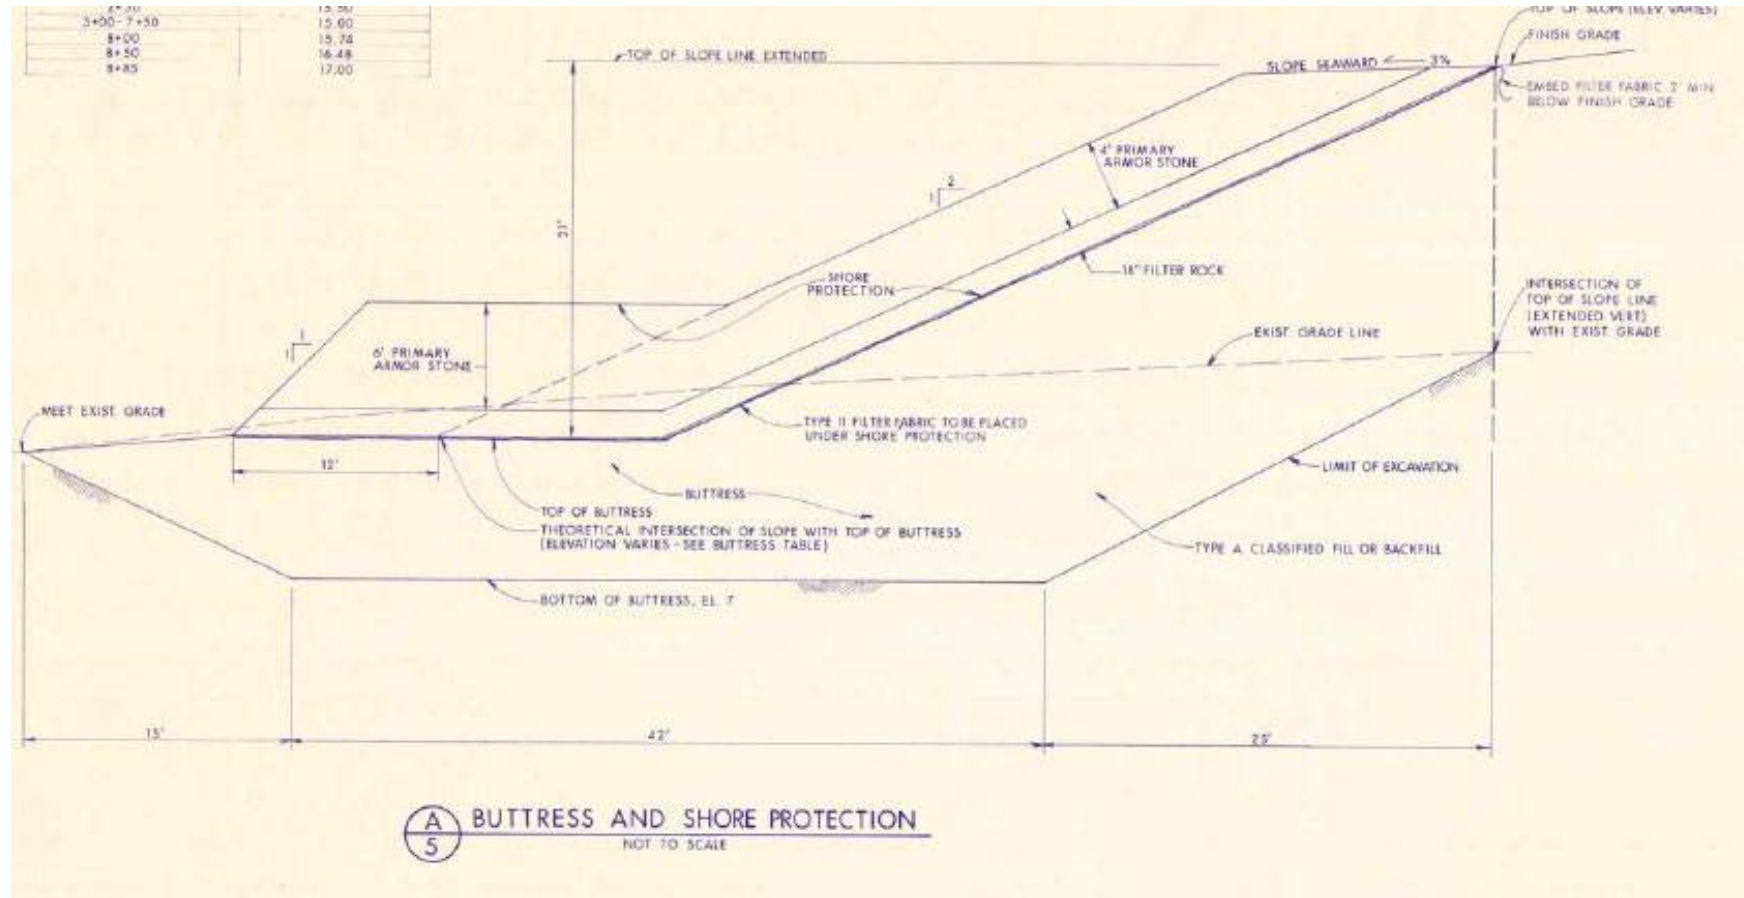 3+00-7+50 15.00
8+00 15.74
8+50 16.48
8+85 17.00
TOP OF SLOPE (ELEV VARIES)
FINISH GRADE
TOP OF SLOPE LINE EXTENDED
SLOPE SEAWARD 3%
EMBED FILTER FABRIC 2' MIN
BELOW FINISH GRADE
4' PRIMARY
ARMOR STONE
2
1
SHORE
PROTECTION
18" FILTER ROCK
INTERSECTION OF
TOP OF SLOPE LINE
(EXTENDED VERT)
WITH EXIST GRADE
EXIST GRADE LINE
1
1
6' PRIMARY
ARMOR STONE
MEET EXIST GRADE
TYPE II FILTER FABRIC TO BE PLACED
UNDER SHORE PROTECTION
12'
LIMIT OF EXCAVATION
BUTTRESS
TOP OF BUTTRESS
THEORETICAL INTERSECTION OF SLOPE WITH TOP OF BUTTRESS
(ELEVATION VARIES - SEE BUTTRESS TABLE)
TYPE A CLASSIFIED FILL OR BACKFILL
BOTTOM OF BUTTRESS, EL. 7
15'
42'
25'
A
5
BUTTRESS AND SHORE PROTECTION
NOT TO SCALE